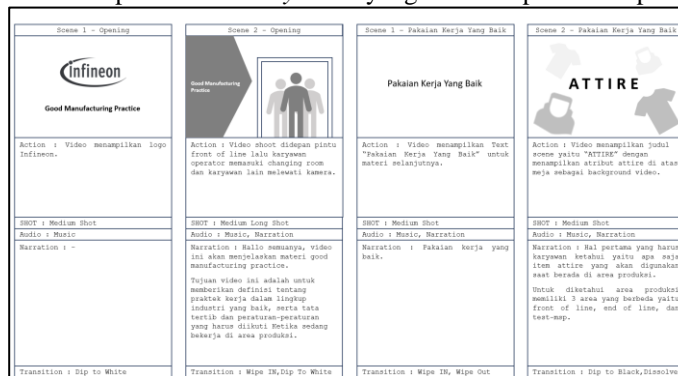 Scene 1 - Opening
infineon
Good Manufacturing Practice
Action : Video menampilkan logo
Infineon.
SHOT : Medium Shot
Audio : Music
Narration : -
Transition : Dip to White
Scene 2 - Opening
Good Manufacturing
Practice
Action : Video shoot didepan pintu
front of line lalu karyawan
operator memasuki changing room
dan karyawan lain melewati kamera.
SHOT : Medium Long Shot
Audio : Music, Narration
Narration : Hallo semuanya, video
ini akan menjelaskan materi good
manufacturing practice.
Tujuan video ini adalah untuk
memberikan definisi tentang
praktek kerja dalam lingkup
industri yang baik, serta tata
tertib dan peraturan-peraturan
yang harus diikuti Ketika sedang
bekerja di area produksi.
Transition : Wipe IN,Dip To White
Scene 1 - Pakaian Kerja Yang Baik
Pakaian Kerja Yang Baik
Action : Video menampilkan Text
"Pakaian Kerja Yang Baik" untuk
materi selanjutnya.
SHOT : Medium Shot
Audio : Music, Narration
Narration : Pakaian kerja yang
baik.
Transition : Wipe IN, Wipe Out
Scene 2 - Pakaian Kerja Yang Baik
ATTIRE
Action : Video menampilkan judul
scene yaitu "ATTIRE" dengan
menampilkan atribut attire di atas
meja sebagai background video.
SHOT : Medium Shot
Audio : Music, Narration
Narration : Hal pertama yang harus
karyawan ketahui yaitu apa saja
item attire yang akan digunakan
saat berada di area produksi.
Untuk diketahui area produksi
memiliki 3 area yang berbeda yaitu
front of line, end of line, dan
test-msp.
Transition : Dip to Black,Dissolve